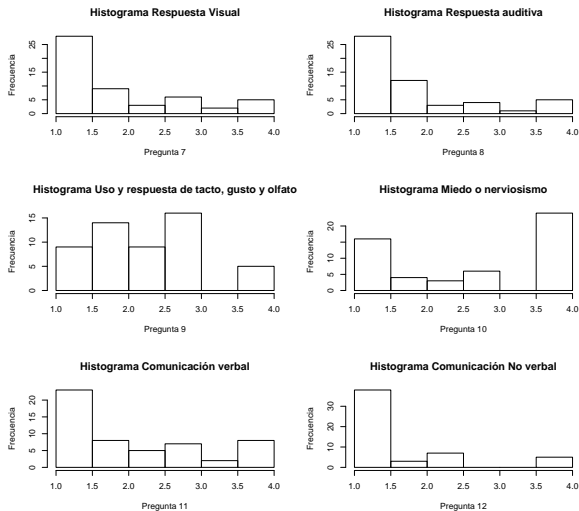 Histograma Respuesta Visual
Frecuencia
0 5 15 25
1.0 1.5 2.0 2.5 3.0 3.5 4.0
Pregunta 7
Histograma Respuesta auditiva
Frecuencia
0 5 15 25
1.0 1.5 2.0 2.5 3.0 3.5 4.0
Pregunta 8
Histograma Uso y respuesta de tacto, gusto y olfato
Frecuencia
0 5 10 15
1.0 1.5 2.0 2.5 3.0 3.5 4.0
Pregunta 9
Histograma Miedo o nerviosismo
Frecuencia
0 5 10 20
1.0 1.5 2.0 2.5 3.0 3.5 4.0
Pregunta 10
Histograma Comunicación verbal
Frecuencia
0 5 10 20
1.0 1.5 2.0 2.5 3.0 3.5 4.0
Pregunta 11
Histograma Comunicación No verbal
Frecuencia
0 10 20 30
1.0 1.5 2.0 2.5 3.0 3.5 4.0
Pregunta 12